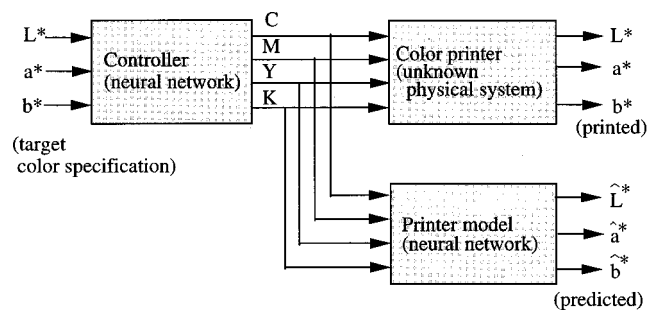 L*
a*
b*
(target
color specification)
Controller
(neural network)
C
M
Y
K
Color printer
(unknown
physical system)
L*
a*
b*
(printed)
Printer model
(neural network)
L̂*
â*
b̂*
(predicted)